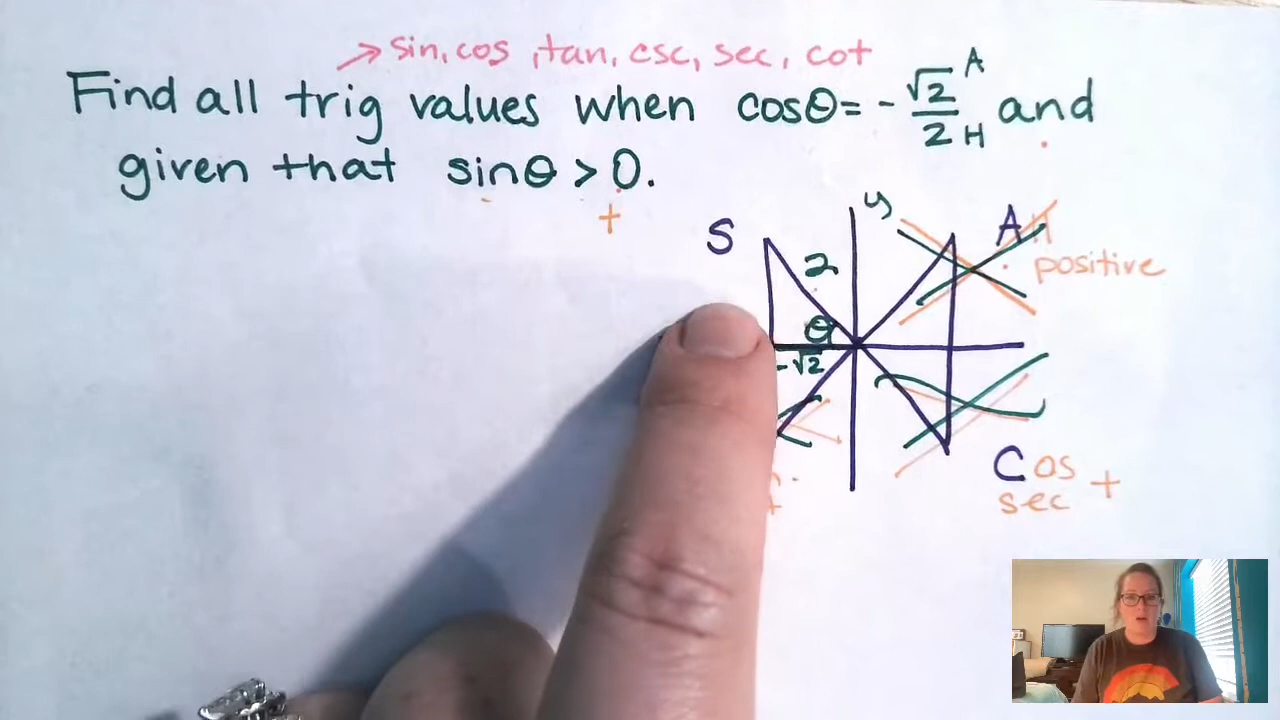 sin, cos, tan, csc, sec, cot
Find all trig values when cosθ = -√2/2 A H and
given that sinθ > 0.
+
y
S
A
2
positive
θ
-√2
Cos
sec +